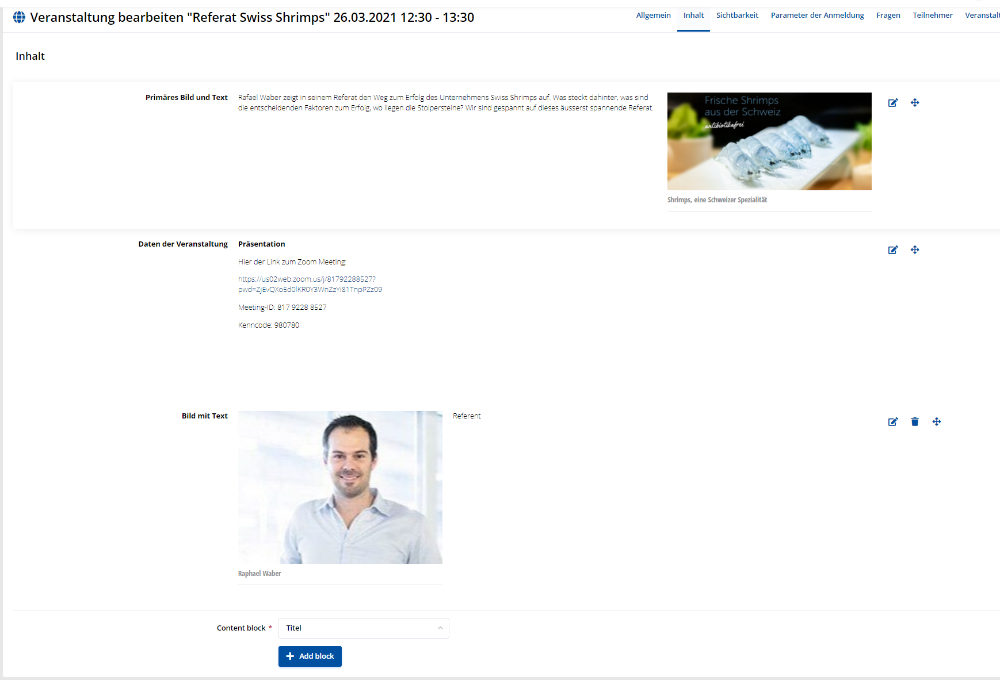 Veranstaltung bearbeiten "Referat Swiss Shrimps" 26.03.2021 12:30 - 13:30
Allgemein Inhalt Sichtbarkeit Parameter der Anmeldung Fragen Teilnehmer Veranstalt
Inhalt
Primäres Bild und Text
Rafael Waber zeigt in seinem Referat den Weg zum Erfolg des Unternehmens Swiss Shrimps auf. Was steckt dahinter, was sind
die entscheidenden Faktoren zum Erfolg, wo liegen die Stolpersteine? Wir sind gespannt auf dieses äusserst spannende Referat.
Frische Shrimps
aus der Schweiz
antibiotikafrei
Shrimps, eine Schweizer Spezialität
Daten der Veranstaltung
Präsentation
Hier der Link zum Zoom Meeting:
https://us02web.zoom.us/j/81792288527?
pwd=ZjEvQXo5d0lKR0Y3WnZzYi81TnpPZz09
Meeting-ID: 817 9228 8527
Kenncode: 980780
Bild mit Text
Referent
Raphael Waber
Content block * Titel
Add block